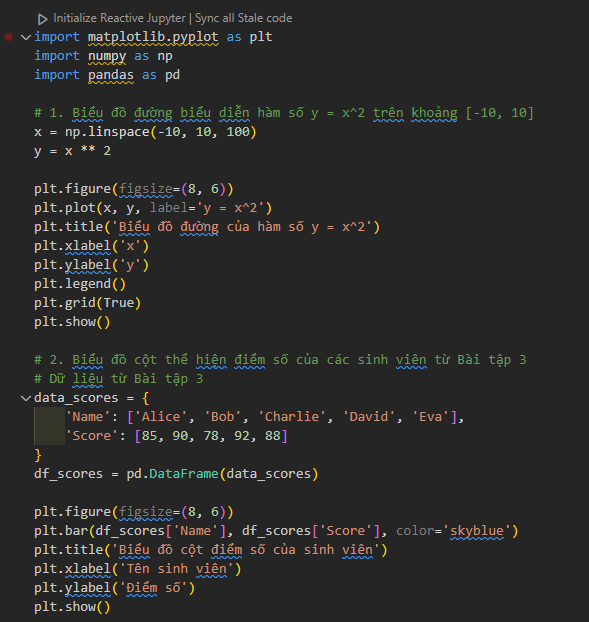 Initialize Reactive Jupyter | Sync all Stale code
import matplotlib.pyplot as plt
import numpy as np
import pandas as pd
# 1. Biểu đồ đường biểu diễn hàm số y = x^2 trên khoảng [-10, 10]
x = np.linspace(-10, 10, 100)
y = x ** 2
plt.figure(figsize=(8, 6))
plt.plot(x, y, label='y = x^2')
plt.title('Biểu đồ đường của hàm số y = x^2')
plt.xlabel('x')
plt.ylabel('y')
plt.legend()
plt.grid(True)
plt.show()
# 2. Biểu đồ cột thể hiện điểm số của các sinh viên từ Bài tập 3
# Dữ liệu từ Bài tập 3
data_scores = {
    'Name': ['Alice', 'Bob', 'Charlie', 'David', 'Eva'],
    'Score': [85, 90, 78, 92, 88]
}
df_scores = pd.DataFrame(data_scores)
plt.figure(figsize=(8, 6))
plt.bar(df_scores['Name'], df_scores['Score'], color='skyblue')
plt.title('Biểu đồ cột điểm số của sinh viên')
plt.xlabel('Tên sinh viên')
plt.ylabel('Điểm số')
plt.show()